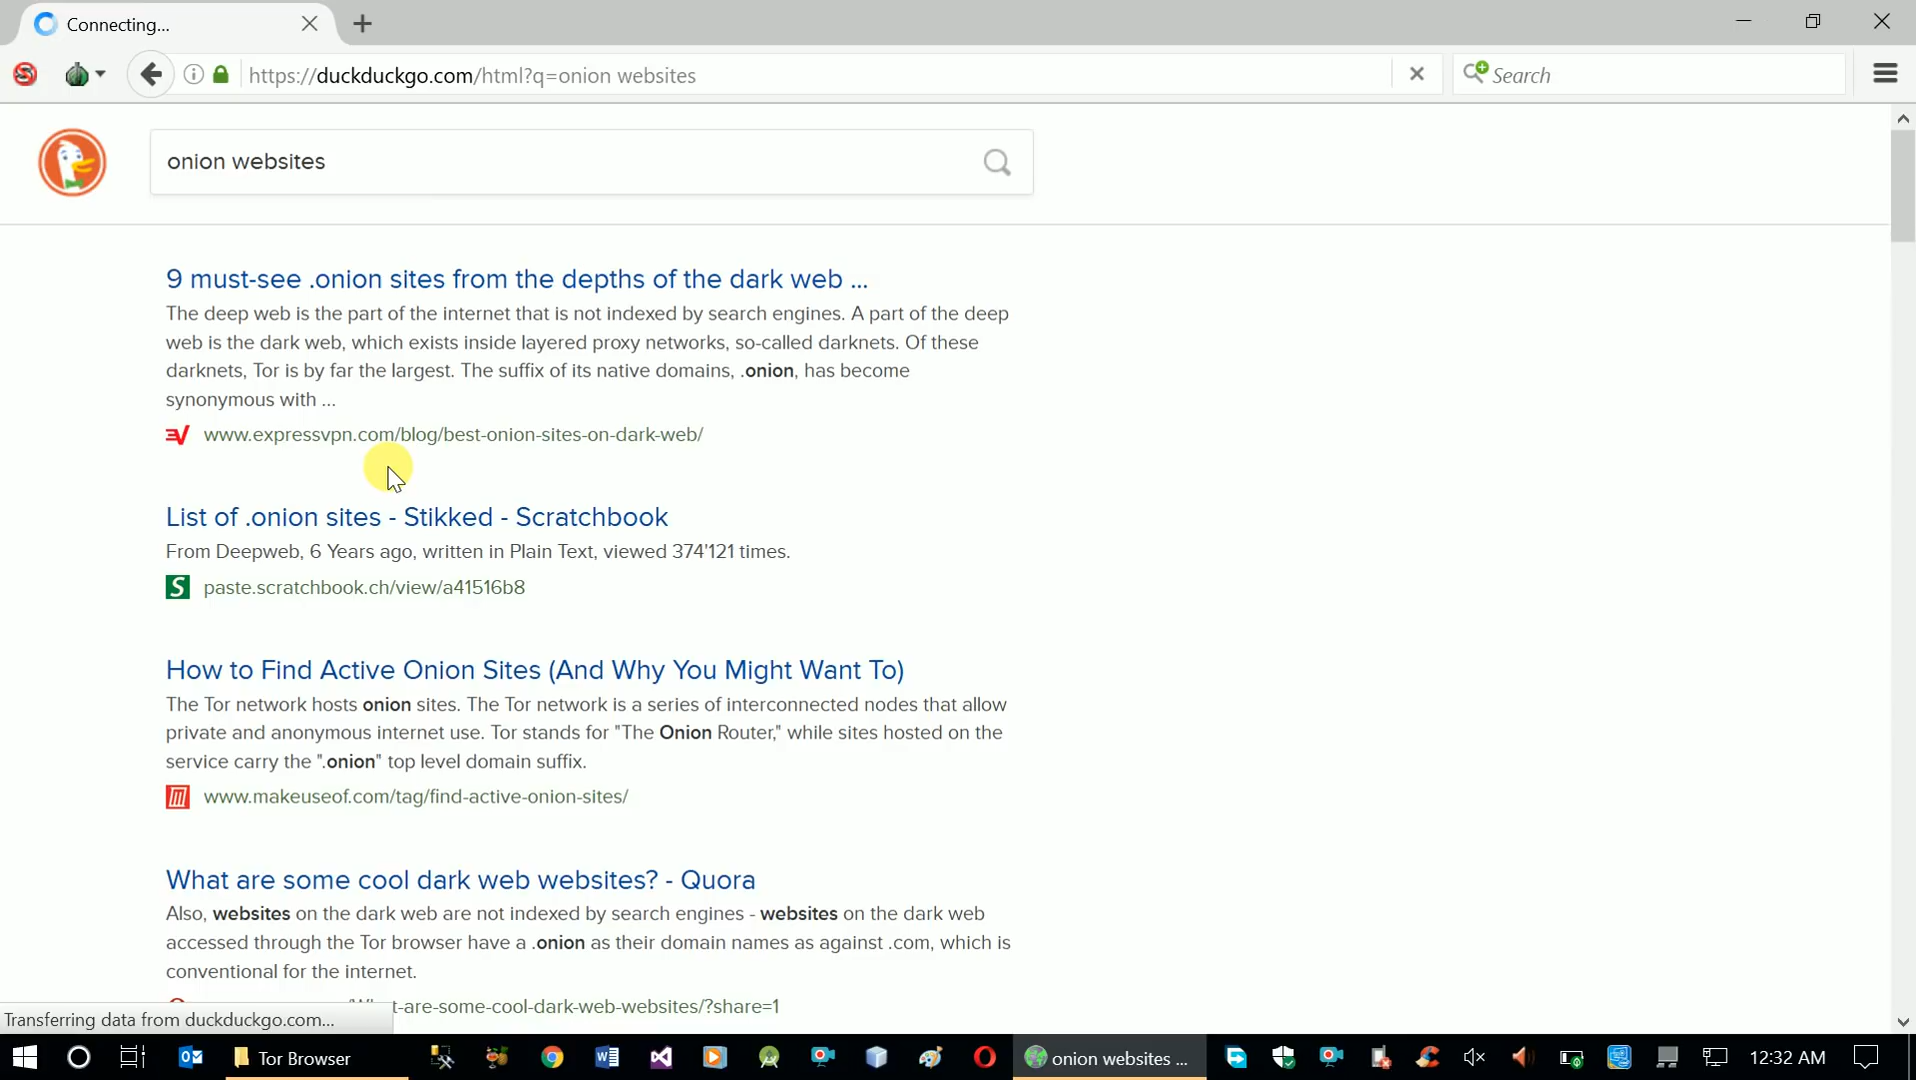 Connecting...
https://duckduckgo.com/html?q=onion websites
Search
onion websites
9 must-see .onion sites from the depths of the dark web ...
The deep web is the part of the internet that is not indexed by search engines. A part of the deep
web is the dark web, which exists inside layered proxy networks, so-called darknets. Of these
darknets, Tor is by far the largest. The suffix of its native domains, .onion, has become
synonymous with ...
www.expressvpn.com/blog/best-onion-sites-on-dark-web/
List of .onion sites - Stikked - Scratchbook
From Deepweb, 6 Years ago, written in Plain Text, viewed 374'121 times.
paste.scratchbook.ch/view/a41516b8
How to Find Active Onion Sites (And Why You Might Want To)
The Tor network hosts onion sites. The Tor network is a series of interconnected nodes that allow
private and anonymous internet use. Tor stands for "The Onion Router," while sites hosted on the
service carry the ".onion" top level domain suffix.
www.makeuseof.com/tag/find-active-onion-sites/
What are some cool dark web websites? - Quora
Also, websites on the dark web are not indexed by search engines - websites on the dark web
accessed through the Tor browser have a .onion as their domain names as against .com, which is
conventional for the internet.
t-are-some-cool-dark-web-websites/?share=1
Transferring data from duckduckgo.com...
Tor Browser
onion websites ...
12:32 AM